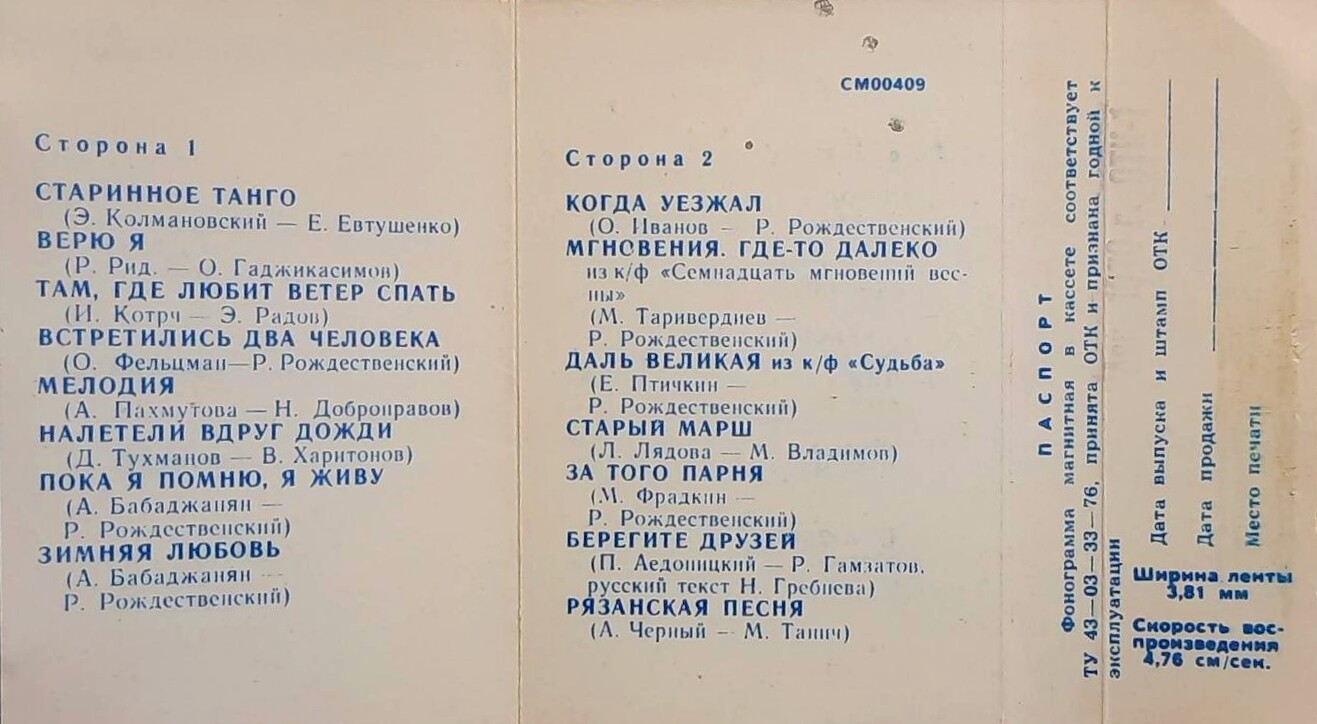 Сторона 1
СТАРИННОЕ ТАНГО
(Э. Колмановский — Е. Евтушенко)
ВЕРЮ Я
(Р. Рид. — О. Гаджикасимов)
ТАМ, ГДЕ ЛЮБИТ ВЕТЕР СПАТЬ
(И. Котрч — Э. Радов)
ВСТРЕТИЛИСЬ ДВА ЧЕЛОВЕКА
(О. Фельцман—Р. Рождественский)
МЕЛОДИЯ
(А. Пахмутова — Н. Добронравов)
НАЛЕТЕЛИ ВДРУГ ДОЖДИ
(Д. Тухманов — В. Харитонов)
ПОКА Я ПОМНЮ, Я ЖИВУ
(А. Бабаджанян —
Р. Рождественский)
ЗИМНЯЯ ЛЮБОВЬ
(А. Бабаджанян —
Р. Рождественский)
СМ00409
Сторона 2
КОГДА УЕЗЖАЛ
(О. Иванов — Р. Рождественский)
МГНОВЕНИЯ. ГДЕ-ТО ДАЛЕКО
из к/ф «Семнадцать мгновений вес-
ны»
(М. Таривердиев —
Р. Рождественский)
ДАЛЬ ВЕЛИКАЯ из к/ф «Судьба»
(Е. Птичкин —
Р. Рождественский)
СТАРЫЙ МАРШ
(Л. Лядова — М. Владимов)
ЗА ТОГО ПАРНЯ
(М. Фрадкин —
Р. Рождественский)
БЕРЕГИТЕ ДРУЗЕЙ
(П. Аедоницкий — Р. Гамзатов,
русский текст Н. Гребнева)
РЯЗАНСКАЯ ПЕСНЯ
(А. Черный — М. Танич)
ПАСПОРТ
Фонограмма магнитная в кассете соответствует
ТУ 43—03—33—76, принята ОТК и признана годной к
эксплуатации
Дата выпуска и штамп ОТК
Дата продажи
Место печати
Ширина ленты
3,81 мм
Скорость вос-
произведения
4,76 см/сек.